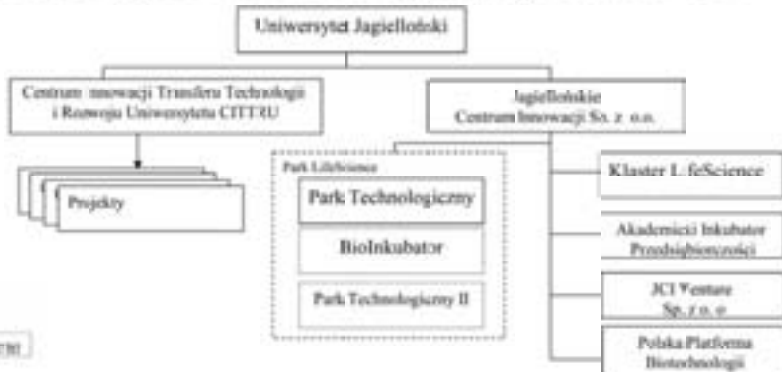 Uniwersytet Jagielloński
Centrum Innowacji Transferu Technologii
i Rozwoju Uniwersytetu CITTRU
Jagiellońskie
Centrum Innowacji Sp. z o.o.
Projekty
Park LifeScience
Park Technologiczny
BioInkubator
Park Technologiczny II
Klaster LifeScience
Akademicki Inkubator
Przedsiębiorczości
JCI Venture
Sp. z o. o
Polska Platforma
Biotechnologii